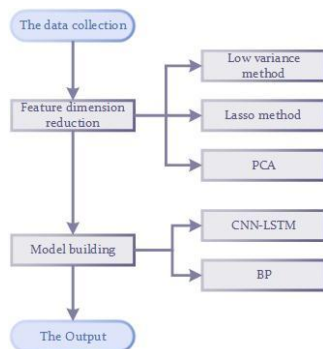 The data collection
Feature dimension
reduction
Low variance
method
Lasso method
PCA
Model building
CNN-LSTM
BP
The Output